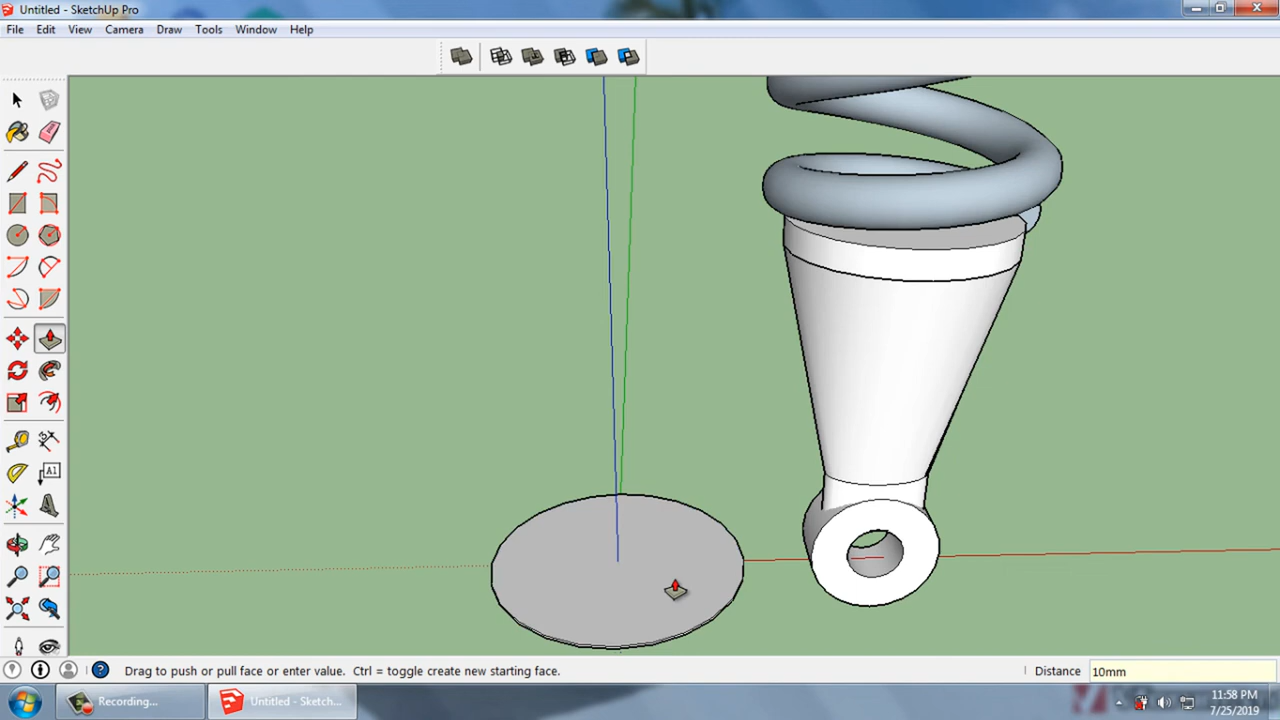 Untitled - SketchUp Pro
File Edit View Camera Draw Tools Window Help
A1
Drag to push or pull face or enter value. Ctrl = toggle create new starting face.
Distance 10mm
Recording...
Untitled - Sketch...
11:58 PM
7/25/2019